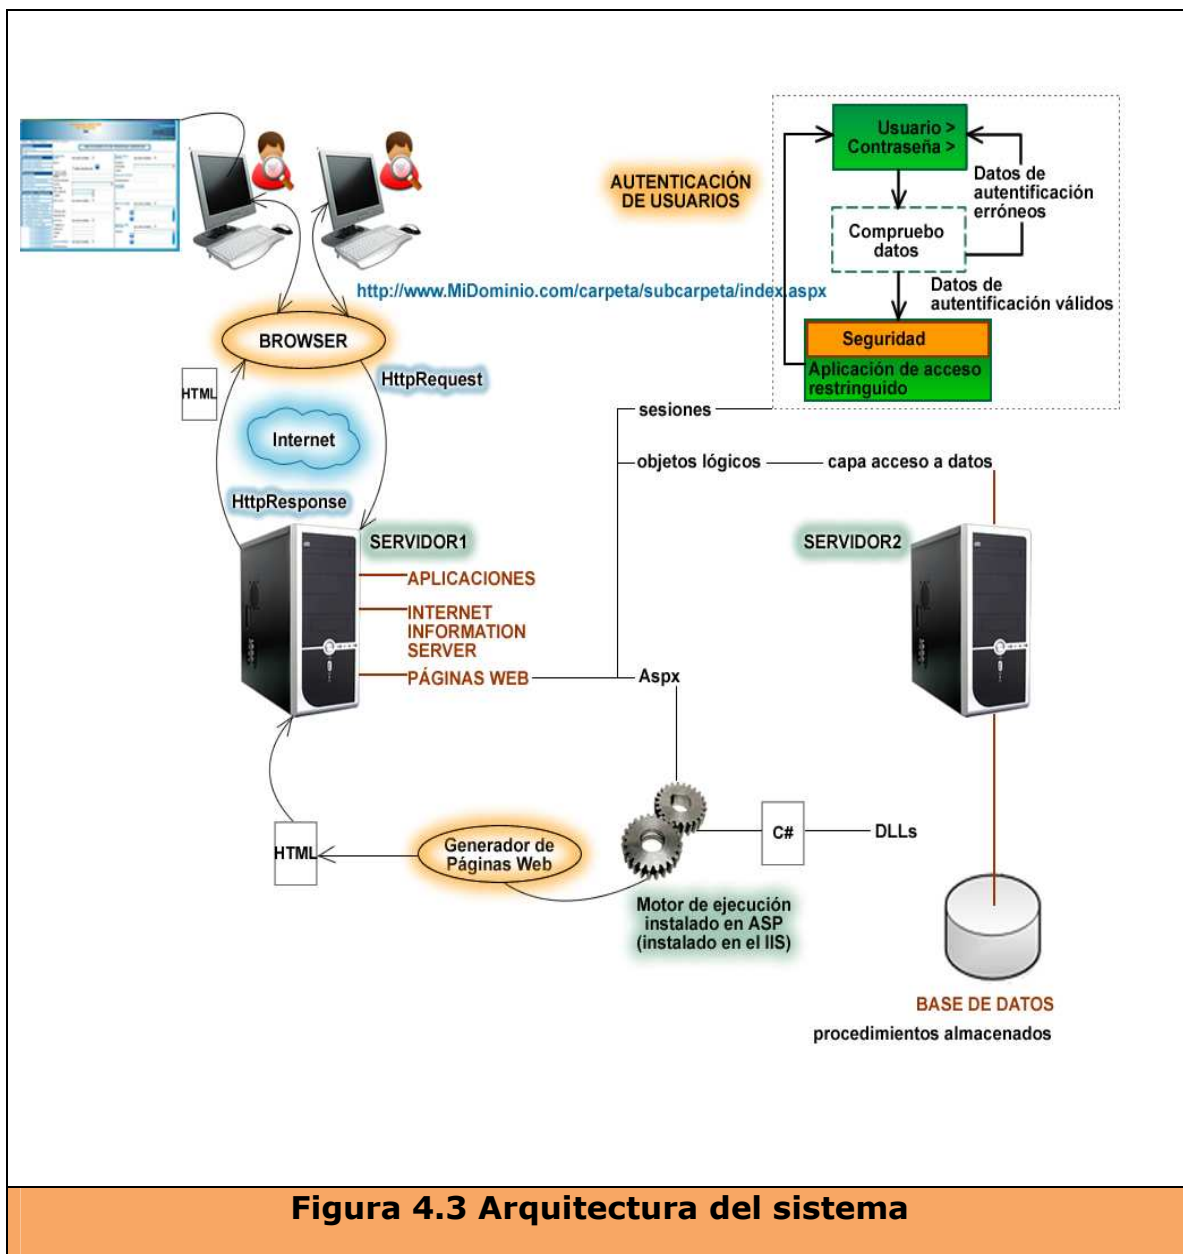 Usuario >
Contraseña >
AUTENTICACIÓN
DE USUARIOS
Datos de
autentificación
erróneos
Compruebo
datos
http://www.MiDominio.com/carpeta/subcarpeta/index.aspx
Datos de
autentificación válidos
BROWSER
Seguridad
Aplicación de acceso
restringuido
HttpRequest
HTML
sesiones
Internet
objetos lógicos
capa acceso a datos
HttpResponse
SERVIDOR1
SERVIDOR2
APLICACIONES
INTERNET
INFORMATION
SERVER
PÁGINAS WEB
Aspx
C#
DLLs
Generador de
Páginas Web
HTML
Motor de ejecución
instalado en ASP
(instalado en el IIS)
BASE DE DATOS
procedimientos almacenados
Figura 4.3 Arquitectura del sistema